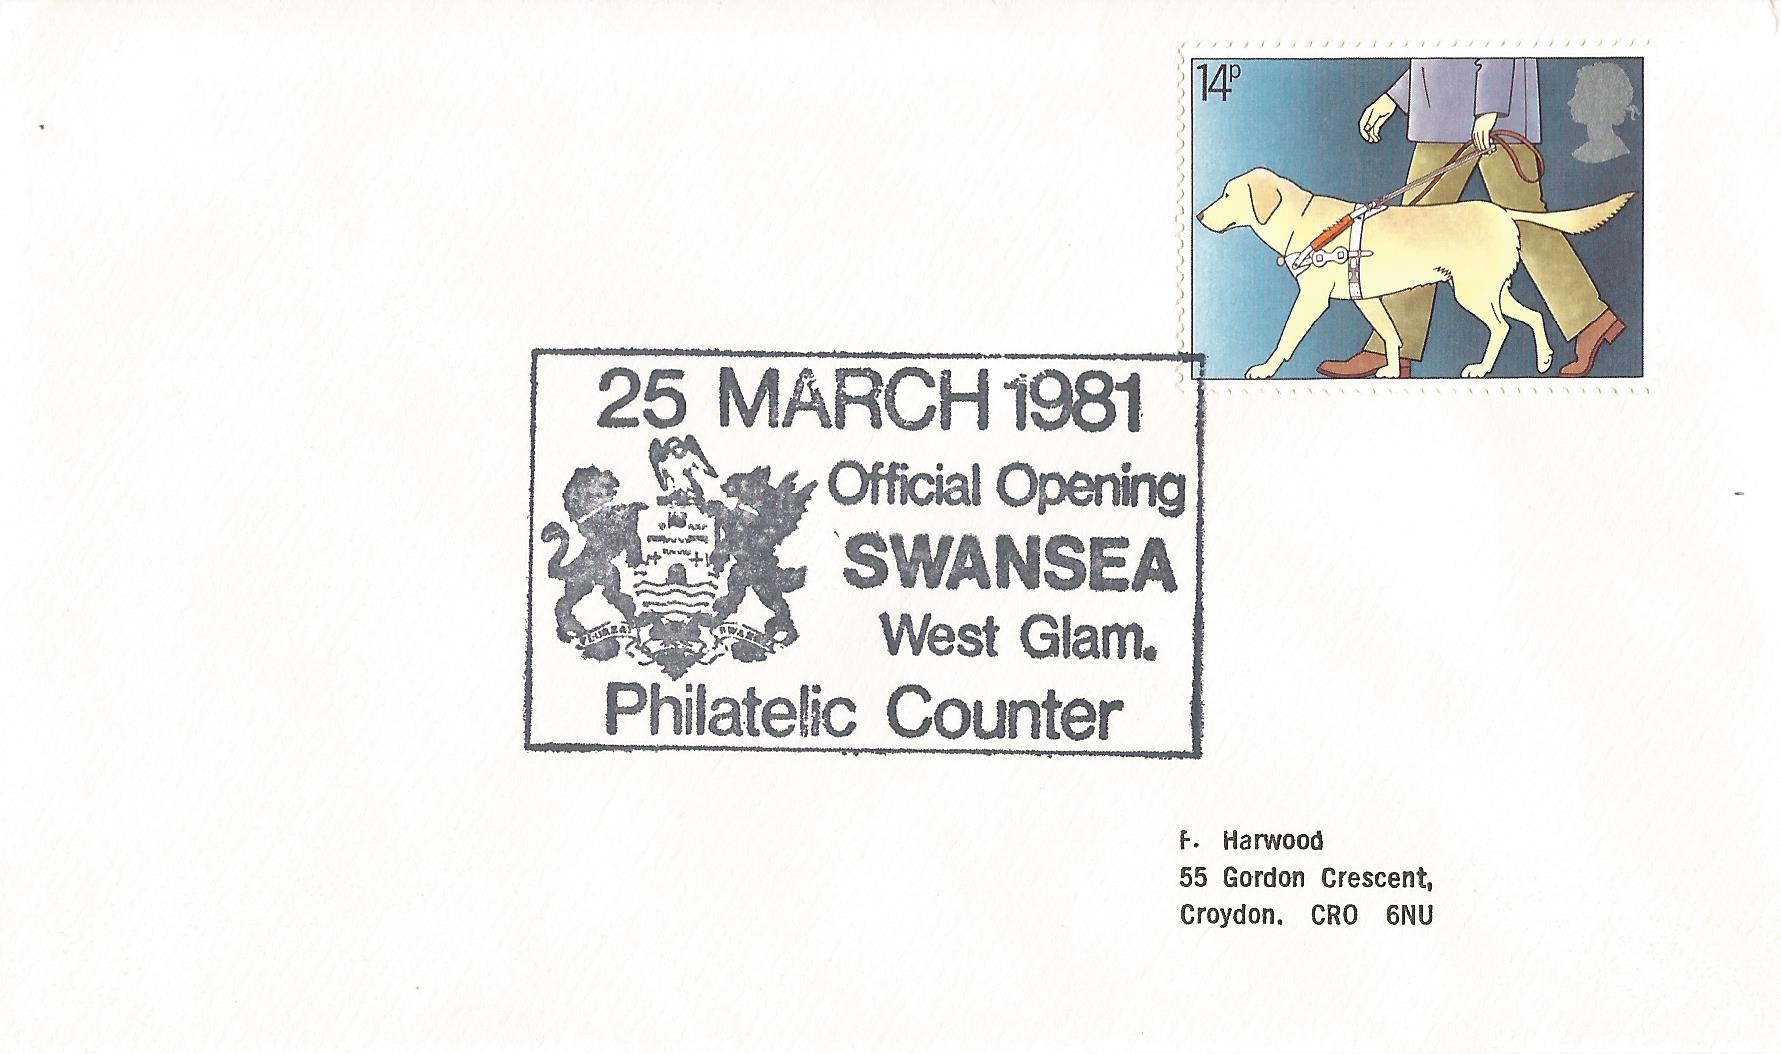 14p
25 MARCH 1981
Official Opening
SWANSEA
West Glam.
Philatelic Counter
F. Harwood
55 Gordon Crescent,
Croydon. CRO 6NU